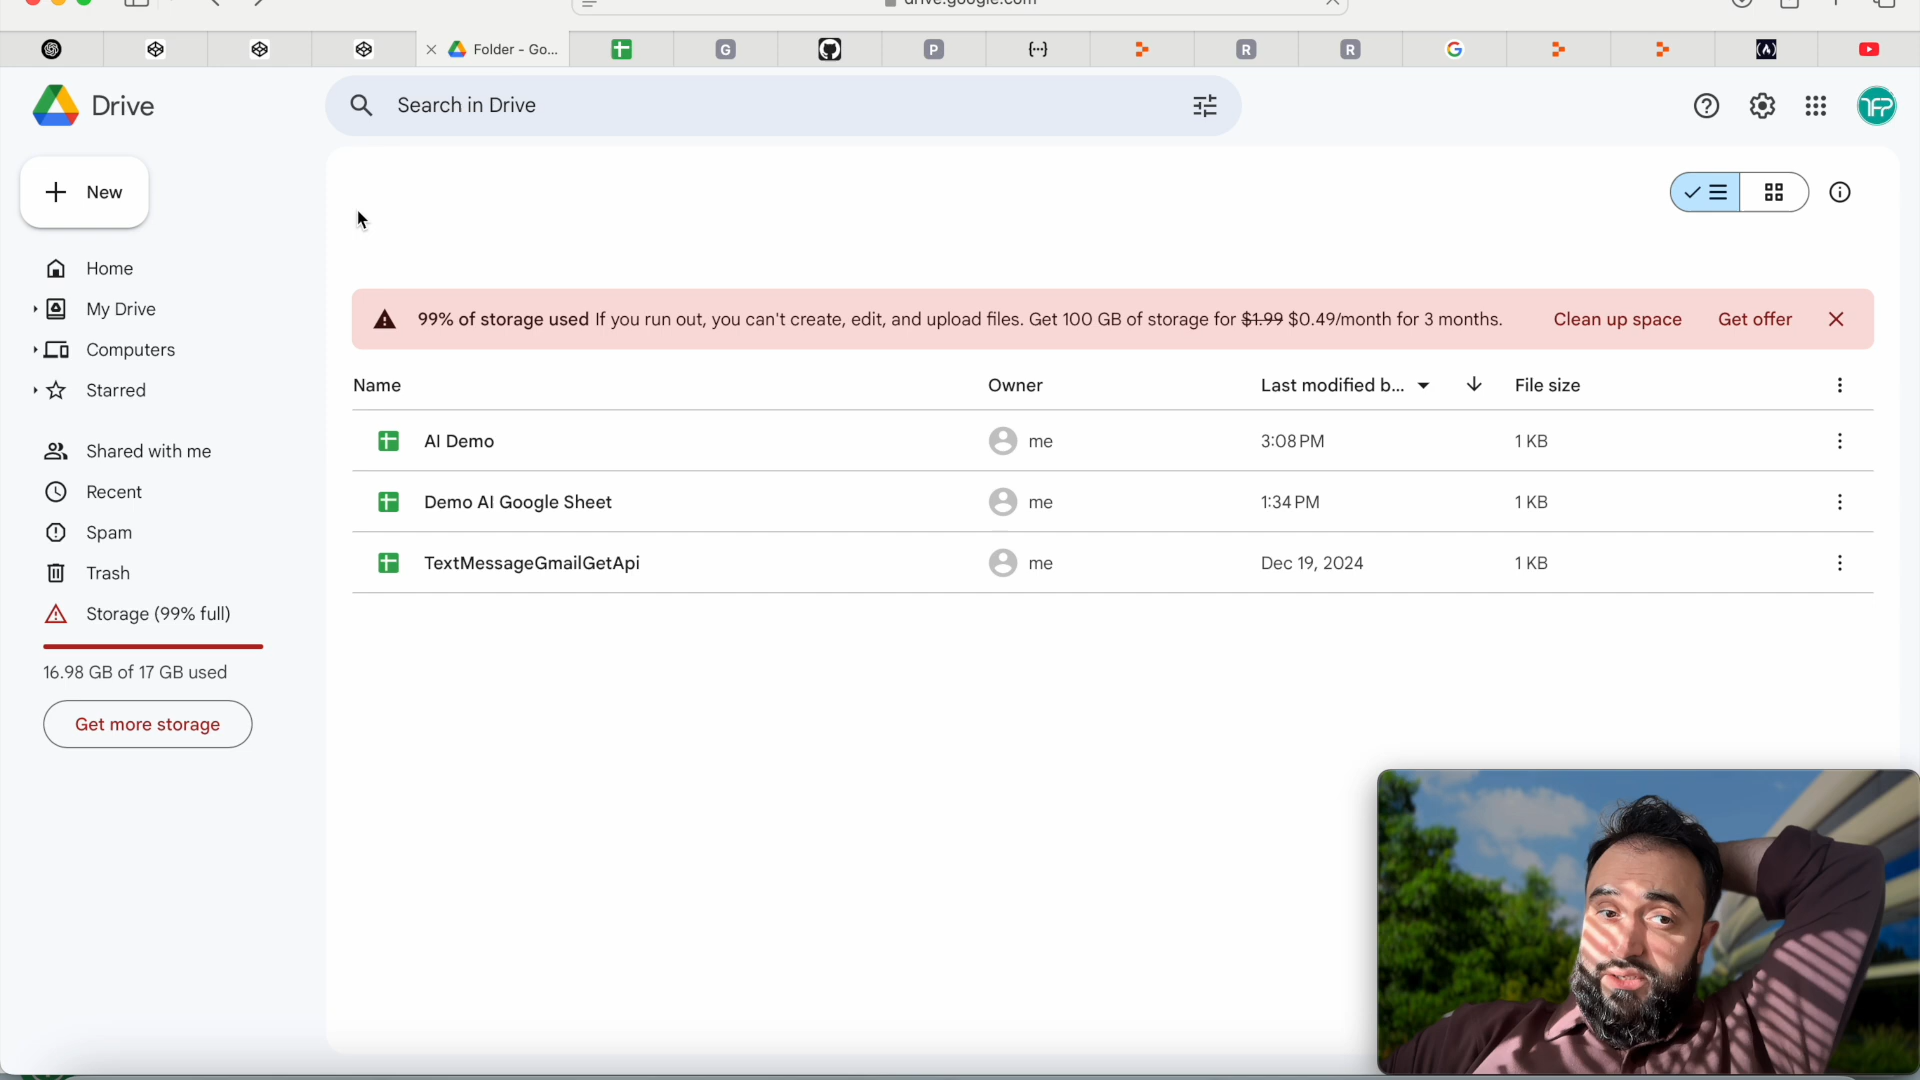 Folder - Go...
G
P
R
R
G
Drive
Search in Drive
New
Home
My Drive
Computers
Starred
Shared with me
Recent
Spam
Trash
Storage (99% full)
16.98 GB of 17 GB used
Get more storage
99% of storage used If you run out, you can't create, edit, and upload files. Get 100 GB of storage for $1.99 $0.49/month for 3 months.
Clean up space
Get offer
Name Owner Last modified b... File size
AI Demo me 3:08 PM 1 KB
Demo AI Google Sheet me 1:34 PM 1 KB
TextMessageGmailGetApi me Dec 19, 2024 1 KB